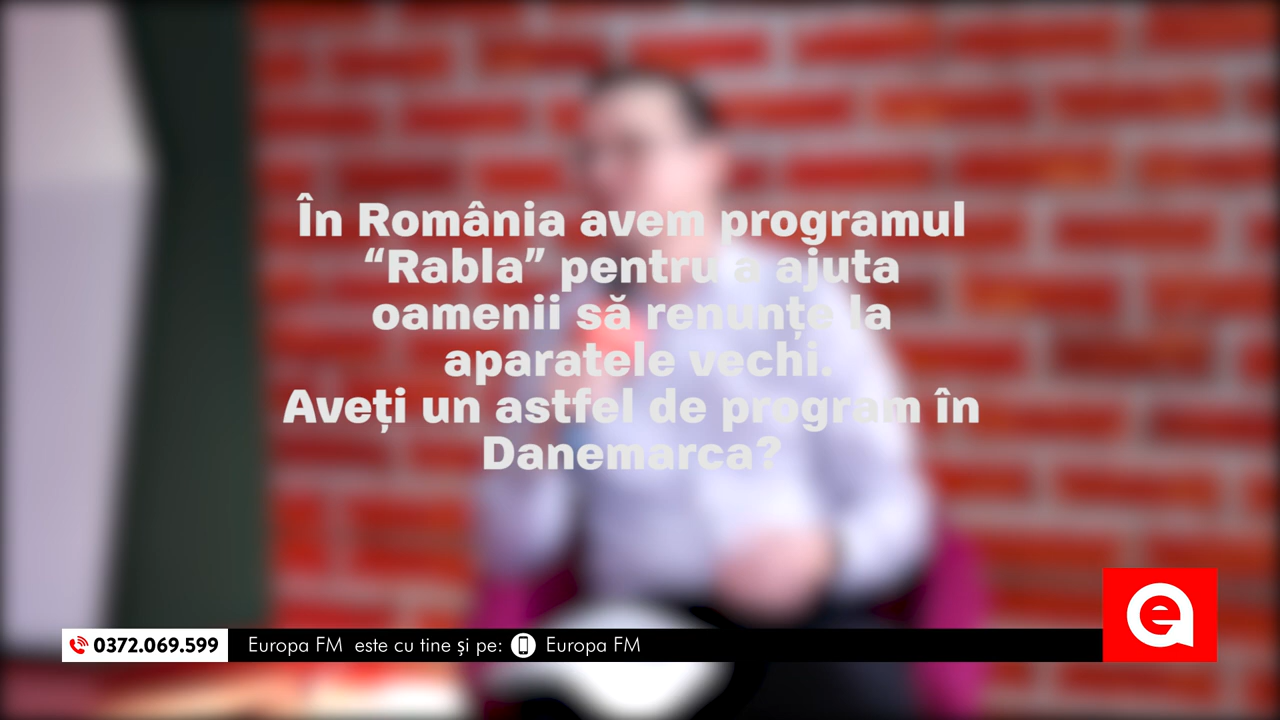 În România avem programul
“Rabla” pentru a ajuta
oamenii să renunțe la
aparatele vechi.
Aveți un astfel de program în
Danemarca?
0372.069.599 Europa FM este cu tine și pe: Europa FM
e